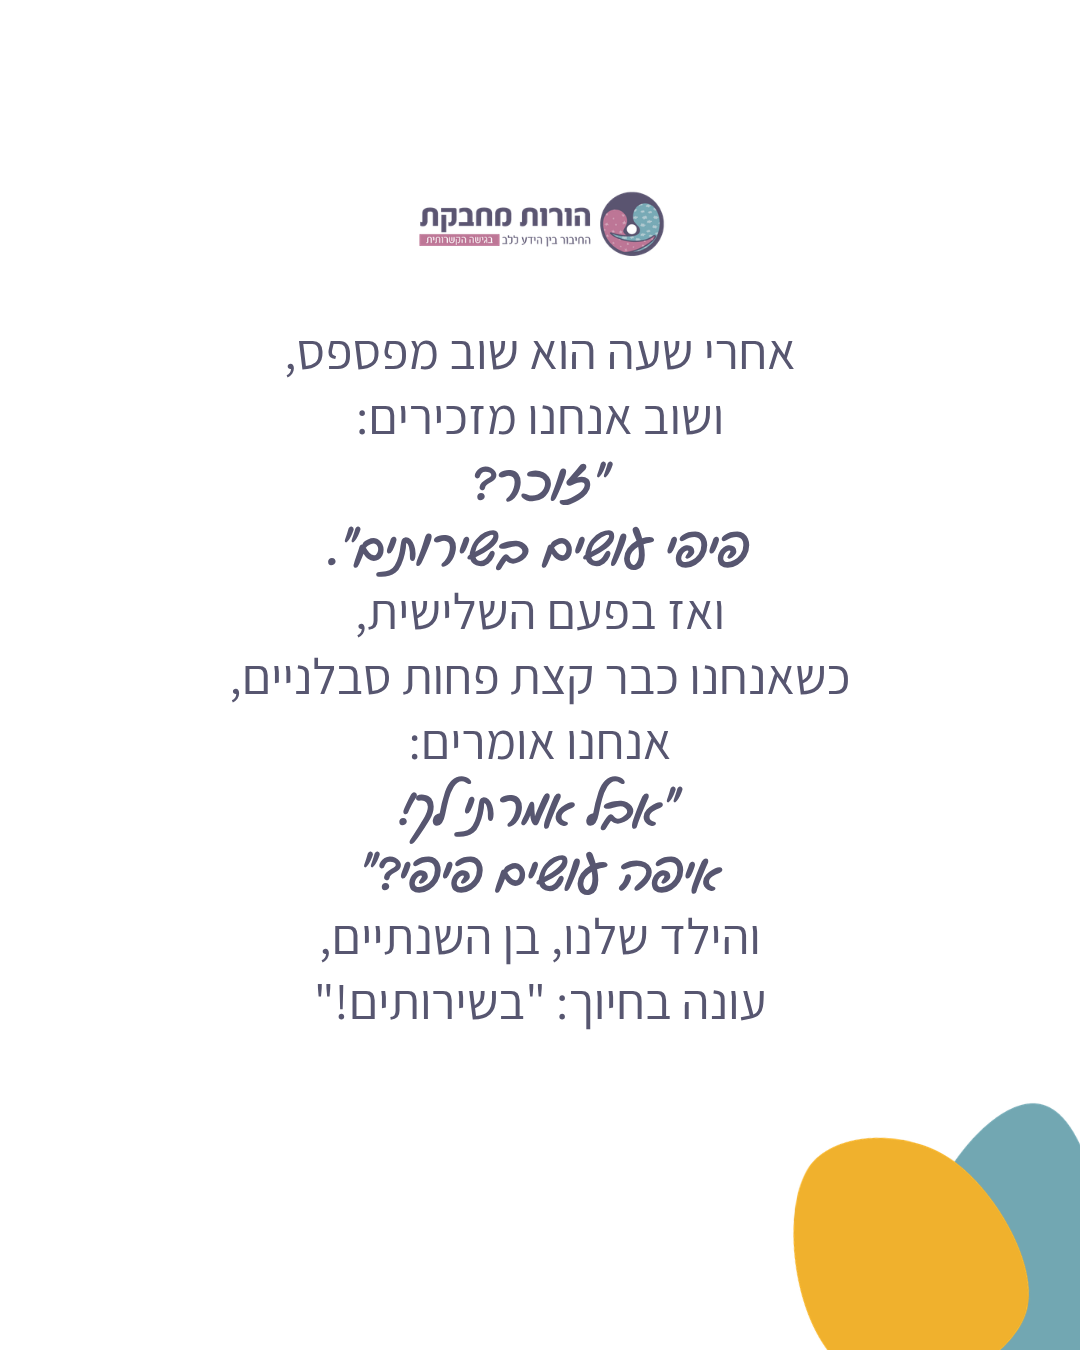 הורות מחבקת
החיבור בין הידע ללב בגישה הקשרותית
אחרי שעה הוא שוב מפספס,
ושוב אנחנו מזכירים:
"זוכר?
פיפי עושים בשירותים".
ואז בפעם השלישית,
כשאנחנו כבר קצת פחות סבלניים,
אנחנו אומרים:
"אבל אמרתי לך!
איפה עושים פיפי?"
והילד שלנו, בן השנתיים,
עונה בחיוך: "בשירותים!"